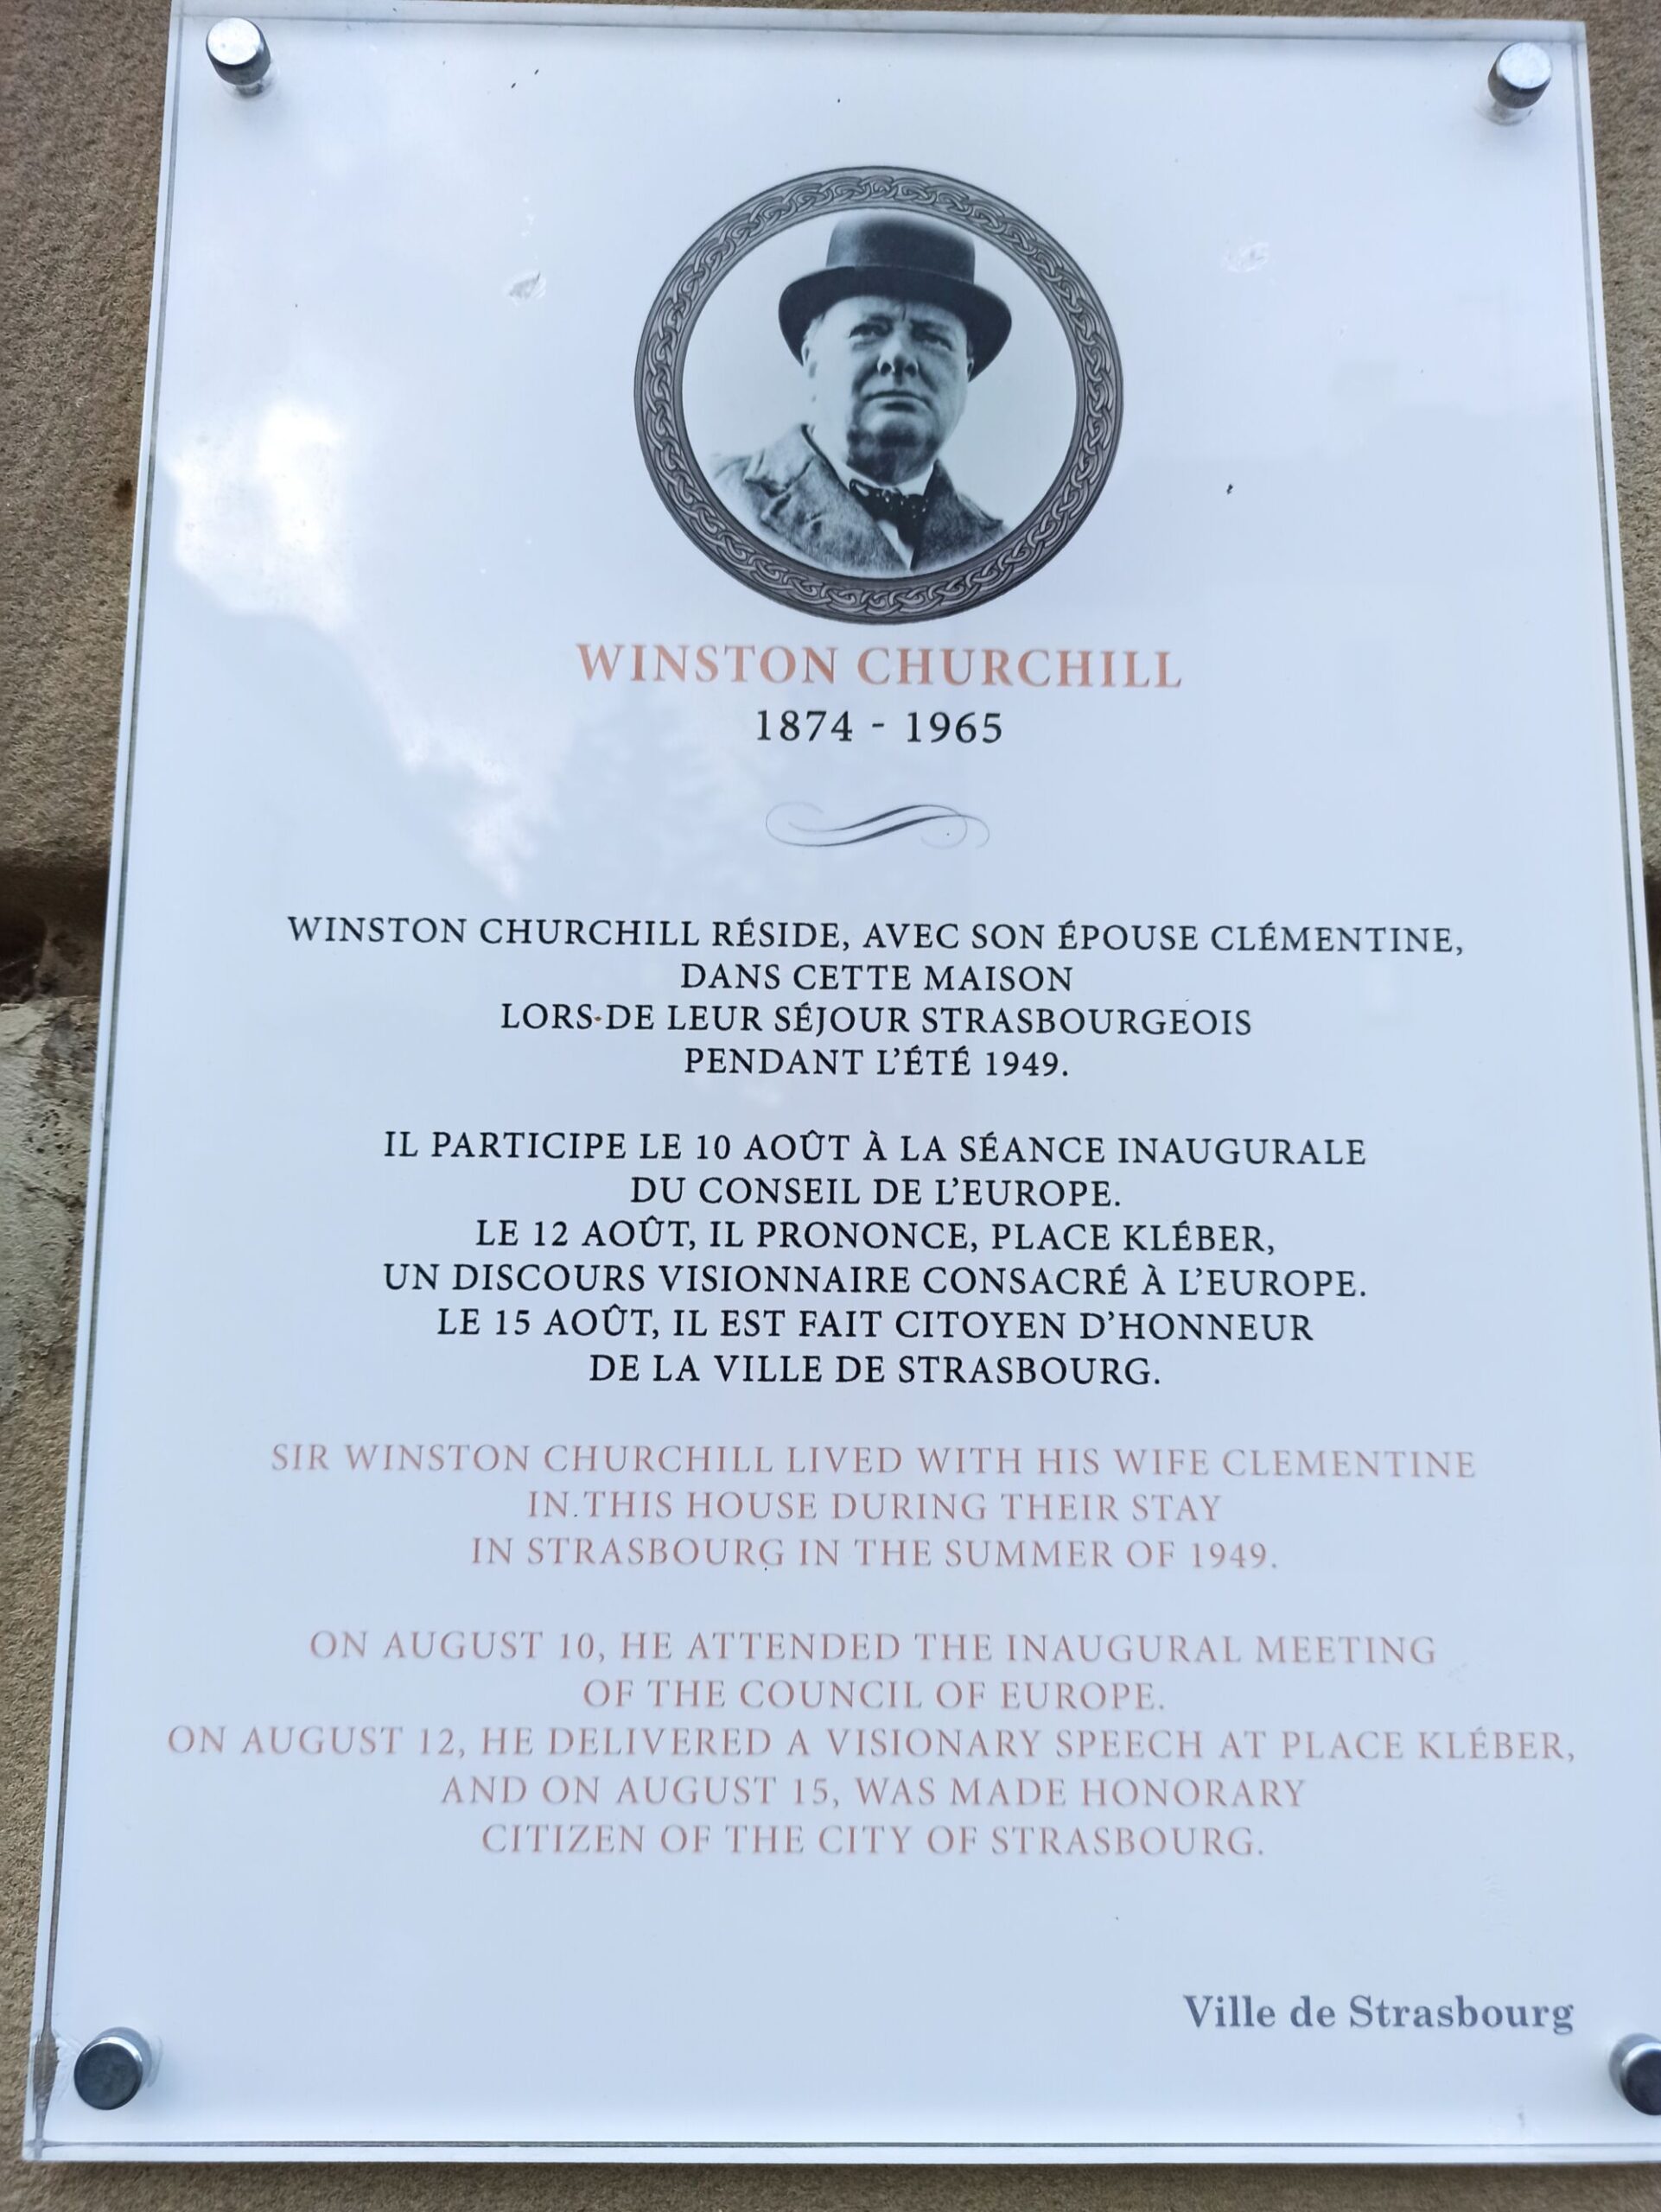 WINSTON CHURCHILL
1874 - 1965
WINSTON CHURCHILL RÉSIDE, AVEC SON ÉPOUSE CLÉMENTINE,
DANS CETTE MAISON
LORS DE LEUR SÉJOUR STRASBOURGEOIS
PENDANT L'ÉTÉ 1949.
IL PARTICIPE LE 10 AOÛT À LA SÉANCE INAUGURALE
DU CONSEIL DE L'EUROPE.
LE 12 AOÛT, IL PRONONCE, PLACE KLÉBER,
UN DISCOURS VISIONNAIRE CONSACRÉ À L'EUROPE.
LE 15 AOÛT, IL EST FAIT CITOYEN D'HONNEUR
DE LA VILLE DE STRASBOURG.
SIR WINSTON CHURCHILL LIVED WITH HIS WIFE CLEMENTINE
IN THIS HOUSE DURING THEIR STAY
IN STRASBOURG IN THE SUMMER OF 1949.
ON AUGUST 10, HE ATTENDED THE INAUGURAL MEETING
OF THE COUNCIL OF EUROPE.
ON AUGUST 12, HE DELIVERED A VISIONARY SPEECH AT PLACE KLÉBER,
AND ON AUGUST 15, WAS MADE HONORARY
CITIZEN OF THE CITY OF STRASBOURG.
Ville de Strasbourg